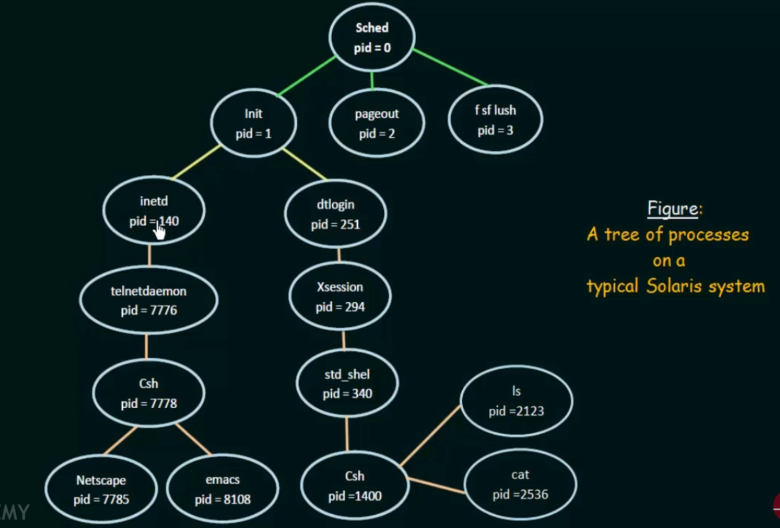 Sched
pid = 0
Init
pid = 1
pageout
pid = 2
f sf lush
pid = 3
inetd
pid = 140
dtlogin
pid = 251
Figure:
A tree of processes
on a
typical Solaris system
telnetdaemon
pid = 7776
Xsession
pid = 294
Csh
pid = 7778
std_shel
pid = 340
ls
pid =2123
Netscape
pid = 7785
emacs
pid = 8108
Csh
pid =1400
cat
pid =2536
EMY